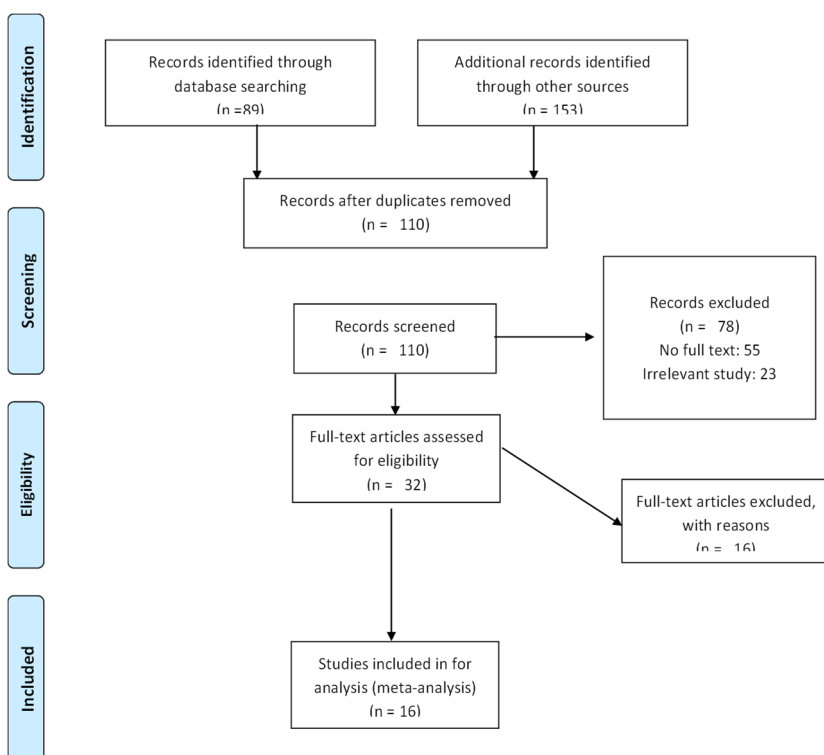 Identification
Records identified through
database searching
(n =89)
Additional records identified
through other sources
(n = 153)
Records after duplicates removed
(n = 110)
Screening
Records screened
(n = 110)
Records excluded
(n = 78)
No full text: 55
Irrelevant study: 23
Eligibility
Full-text articles assessed
for eligibility
(n = 32)
Full-text articles excluded,
with reasons
(n = 16)
Included
Studies included in for
analysis (meta-analysis)
(n = 16)